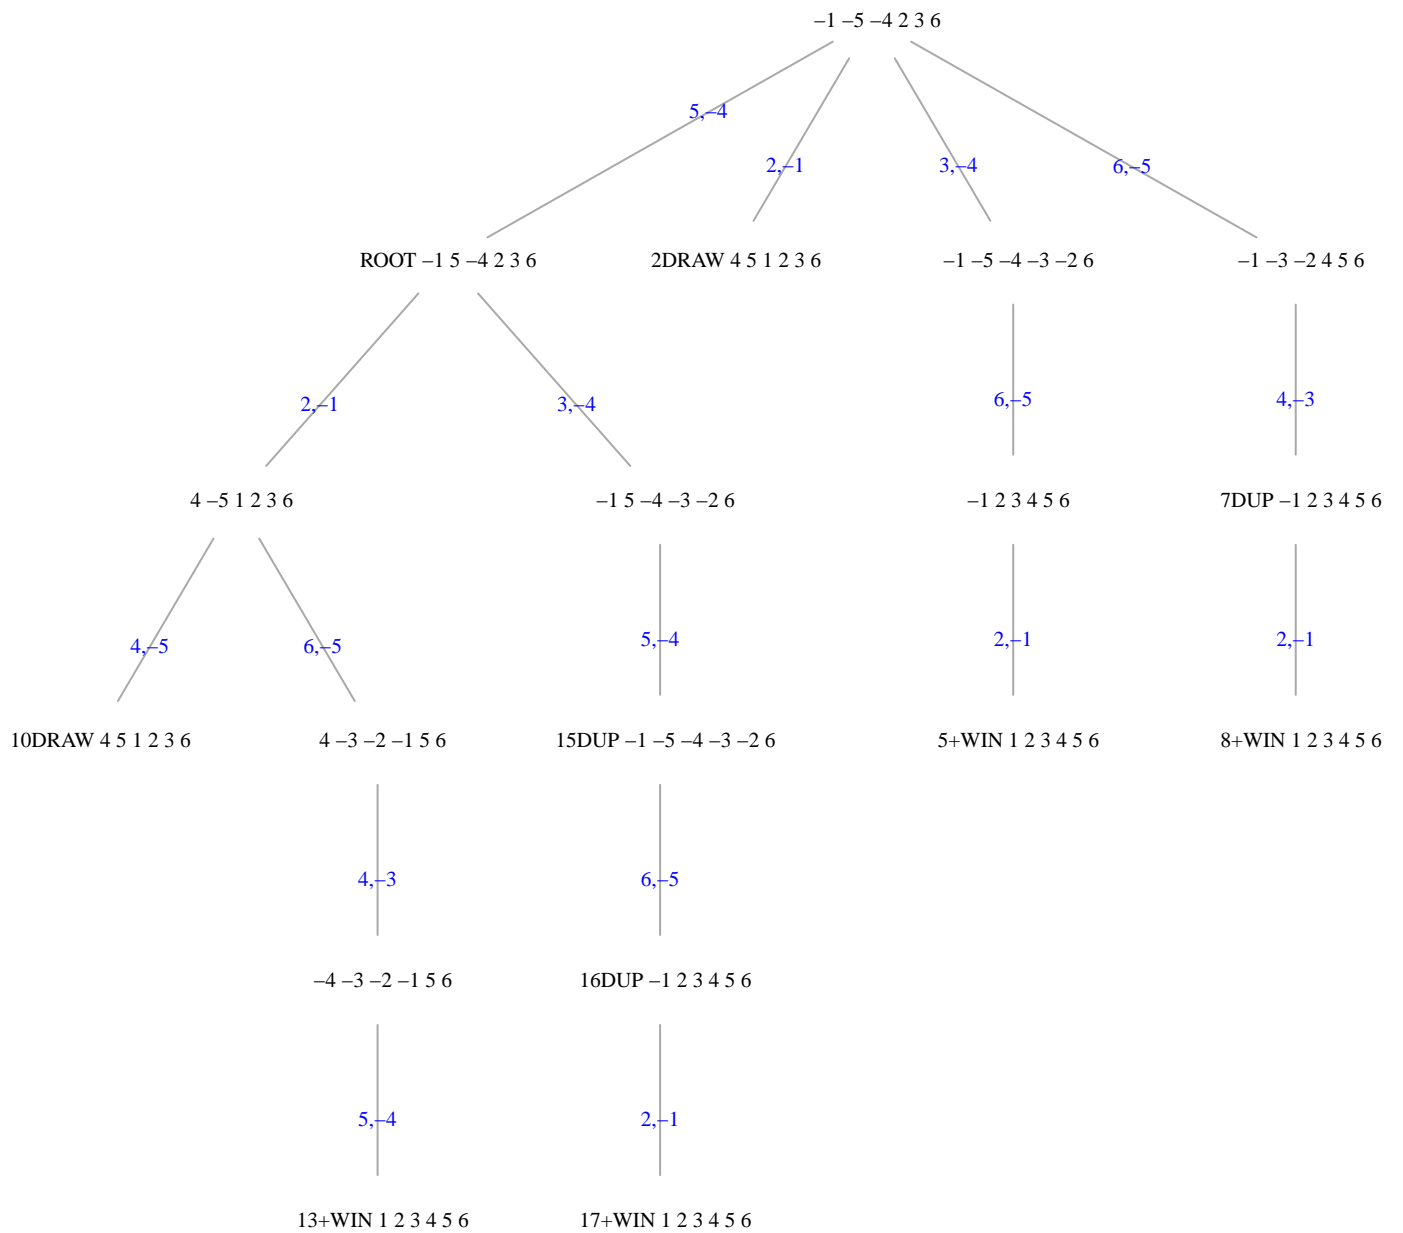 –1 –5 –4 2 3 6
5,–4
2,–1
3,–4
6,–5
ROOT –1 5 –4 2 3 6
2DRAW 4 5 1 2 3 6
–1 –5 –4 –3 –2 6
–1 –3 –2 4 5 6
2,–1
3,–4
6,–5
4,–3
4 –5 1 2 3 6
–1 5 –4 –3 –2 6
–1 2 3 4 5 6
7DUP –1 2 3 4 5 6
4,–5
6,–5
5,–4
2,–1
2,–1
10DRAW 4 5 1 2 3 6
4 –3 –2 –1 5 6
15DUP –1 –5 –4 –3 –2 6
5+WIN 1 2 3 4 5 6
8+WIN 1 2 3 4 5 6
4,–3
6,–5
–4 –3 –2 –1 5 6
16DUP –1 2 3 4 5 6
5,–4
2,–1
13+WIN 1 2 3 4 5 6
17+WIN 1 2 3 4 5 6